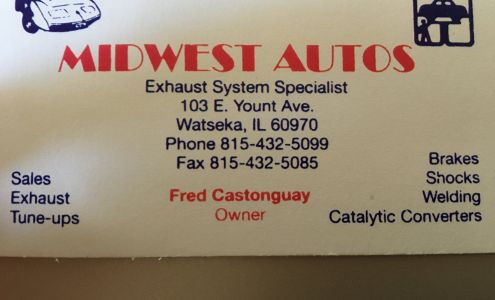 MIDWEST AUTOS
Exhaust System Specialist
103 E. Yount Ave.
Watseka, IL 60970
Phone 815-432-5099
Fax 815-432-5085
Sales
Exhaust
Tune-ups
Fred Castonguay
Owner
Brakes
Shocks
Welding
Catalytic Converters